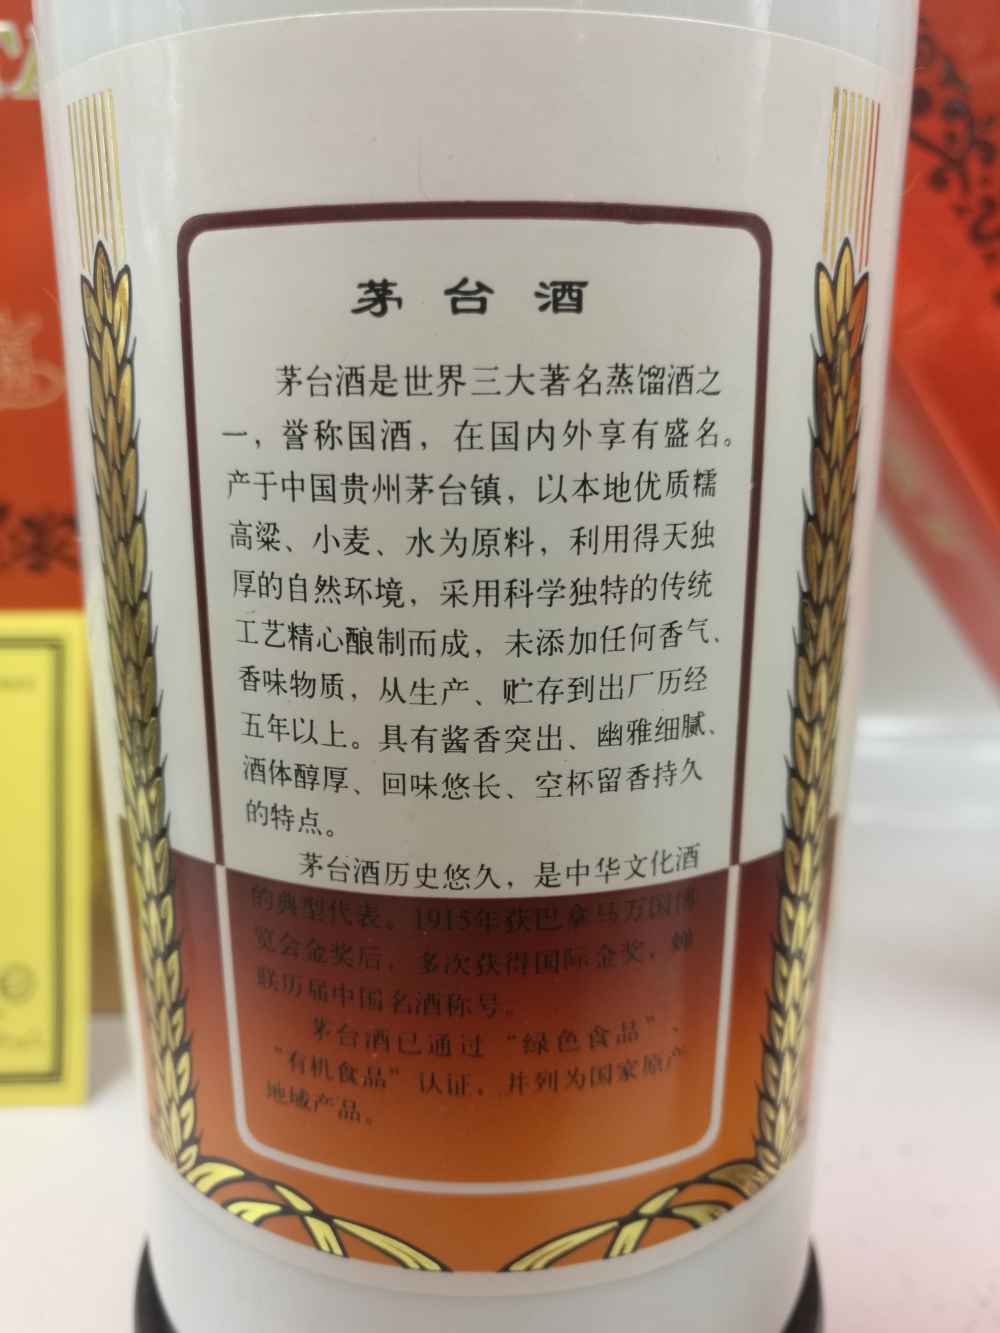 茅台酒
茅台酒是世界三大著名蒸馏酒之
一，誉称国酒，在国内外享有盛名。
产于中国贵州茅台镇，以本地优质糯
高粱、小麦、水为原料，利用得天独
厚的自然环境，采用科学独特的传统
工艺精心酿制而成，未添加任何香气、
香味物质，从生产、贮存到出厂历经
五年以上。具有酱香突出、幽雅细腻、
酒体醇厚、回味悠长、空杯留香持久
的特点。
茅台酒历史悠久，是中华文化酒
的典型代表。1915年获巴拿马万国博
览会金奖后，多次获得国际金奖，蝉
联历届中国名酒称号。
茅台酒已通过“绿色食品”、
“有机食品”认证，并列为国家原产
地域产品。